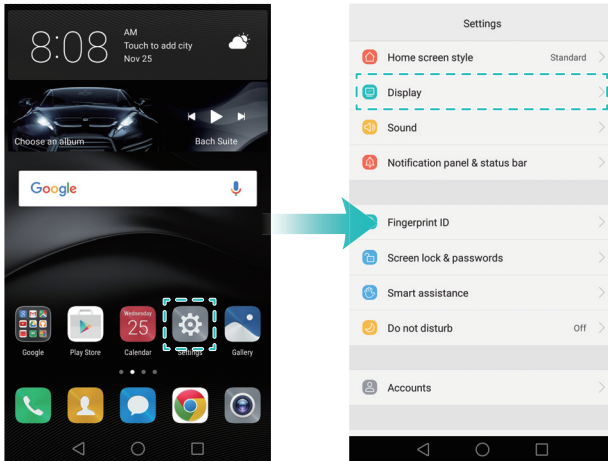 8:08
AM
Touch to add city
Nov 25
Choose an album
Bach Suite
Google
Wednesday
25
Google
Play Store
Calendar
Settings
Gallery
Settings
Home screen style
Standard
Display
Sound
Notification panel & status bar
Fingerprint ID
Screen lock & passwords
Smart assistance
Do not disturb
Off
Accounts